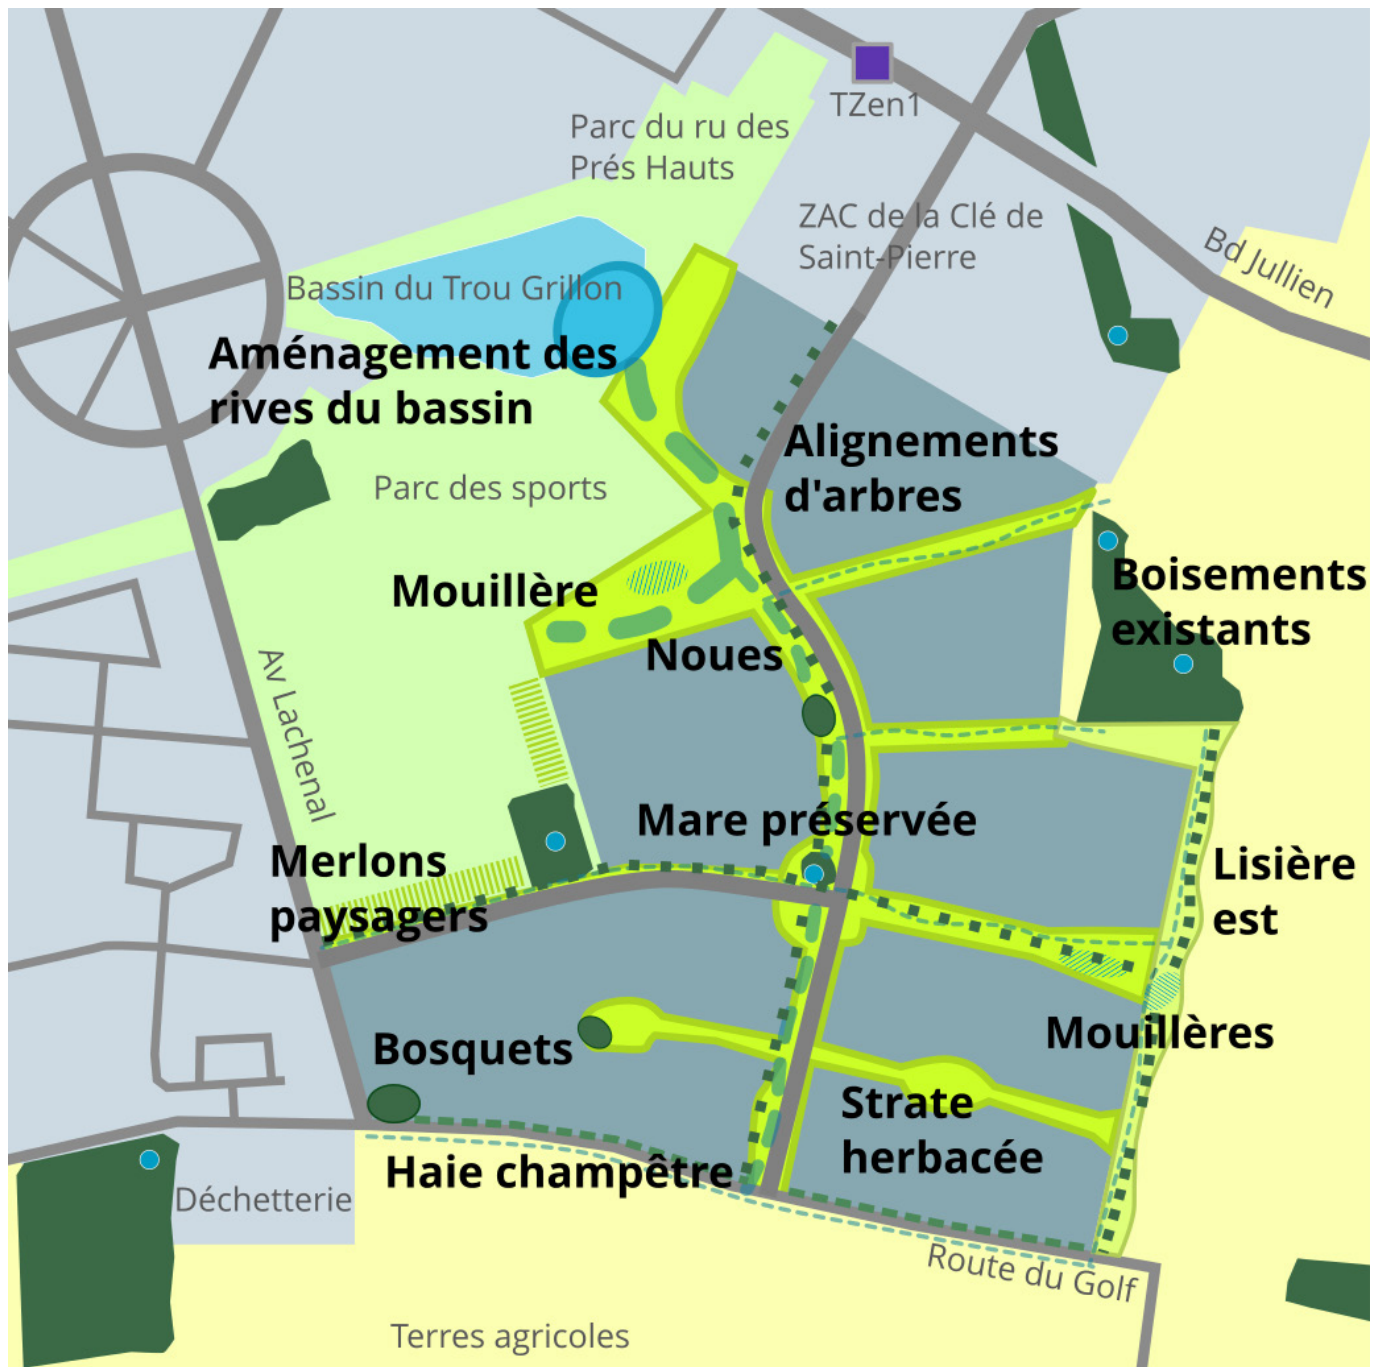 TZen1
Parc du ru des
Prés Hauts
ZAC de la Clé de
Saint-Pierre
Bd Jullien
Bassin du Trou Grillon
Aménagement des
rives du bassin
Alignements
d'arbres
Parc des sports
Mouillère
Boisements
existants
Noues
Av Lachenal
Mare préservée
Merlons
paysagers
Lisière
est
Bosquets
Mouillères
Strate
herbacée
Haie champêtre
Déchetterie
Route du Golf
Terres agricoles